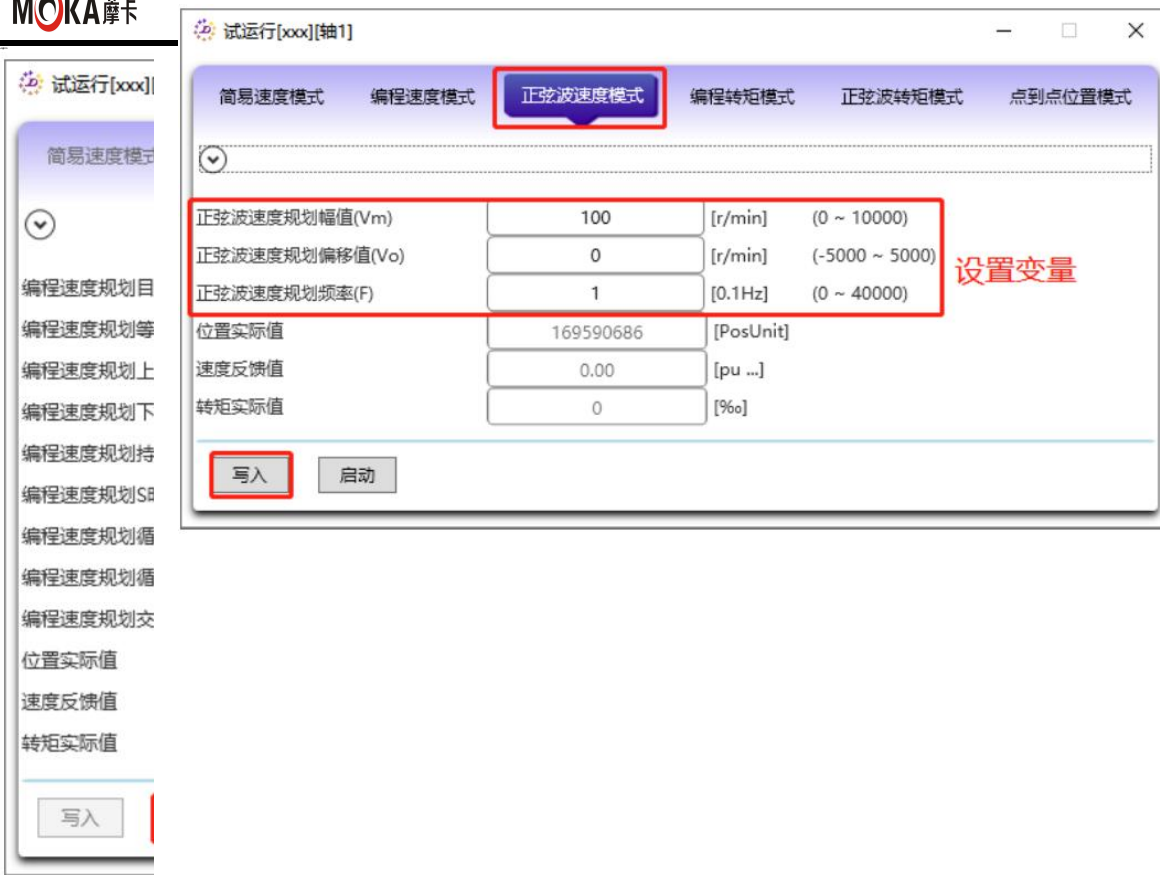 MOKA摩卡
试运行[xxx][
简易速度模式
编程速度规划目
编程速度规划等
编程速度规划上
编程速度规划下
编程速度规划持
编程速度规划S时
编程速度规划循
编程速度规划循
编程速度规划交
位置实际值
速度反馈值
转矩实际值
写入
试运行[xxx][轴1]
简易速度模式 编程速度模式 正弦波速度模式 编程转矩模式 正弦波转矩模式 点到点位置模式
正弦波速度规划幅值(Vm) 100 [r/min] (0 ~ 10000)
正弦波速度规划偏移值(Vo) 0 [r/min] (-5000 ~ 5000)
正弦波速度规划频率(F) 1 [0.1Hz] (0 ~ 40000)
设置变量
位置实际值 169590686 [PosUnit]
速度反馈值 0.00 [pu ...]
转矩实际值 0 [‰]
写入 启动